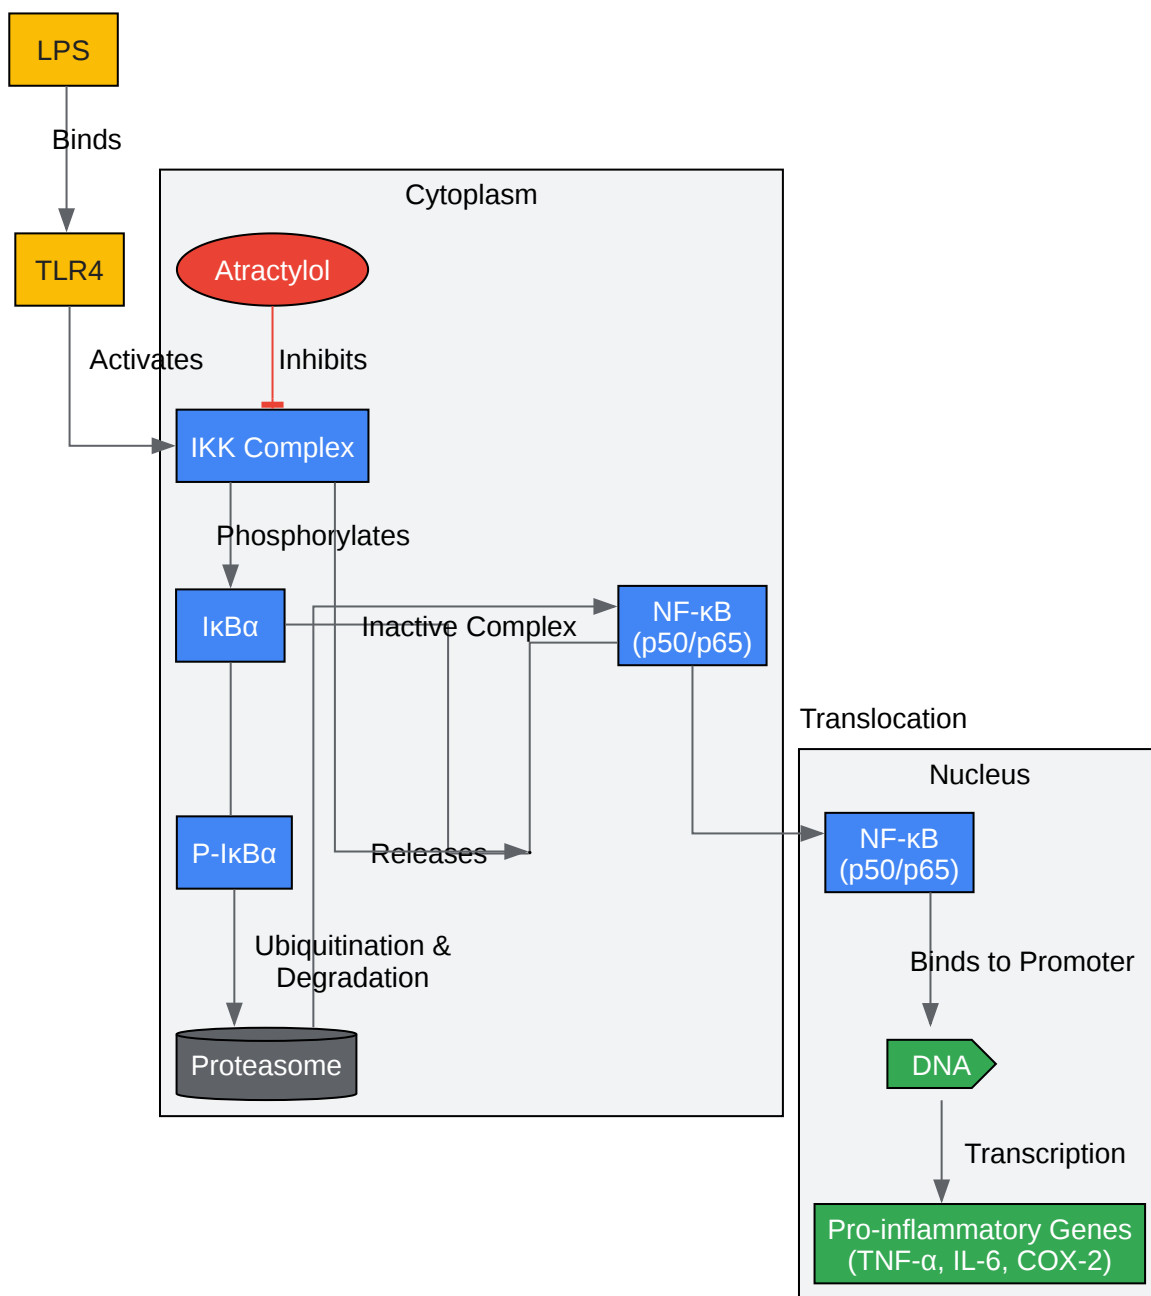 LPS
Binds
Cytoplasm
TLR4
Atractylol
Activates
Inhibits
IKK Complex
Phosphorylates
IκBα
Inactive Complex
NF-κB
(p50/p65)
Translocation
Nucleus
P-IκBα
Releases
NF-κB
(p50/p65)
Ubiquitination &
Degradation
Binds to Promoter
Proteasome
DNA
Transcription
Pro-inflammatory Genes
(TNF-α, IL-6, COX-2)